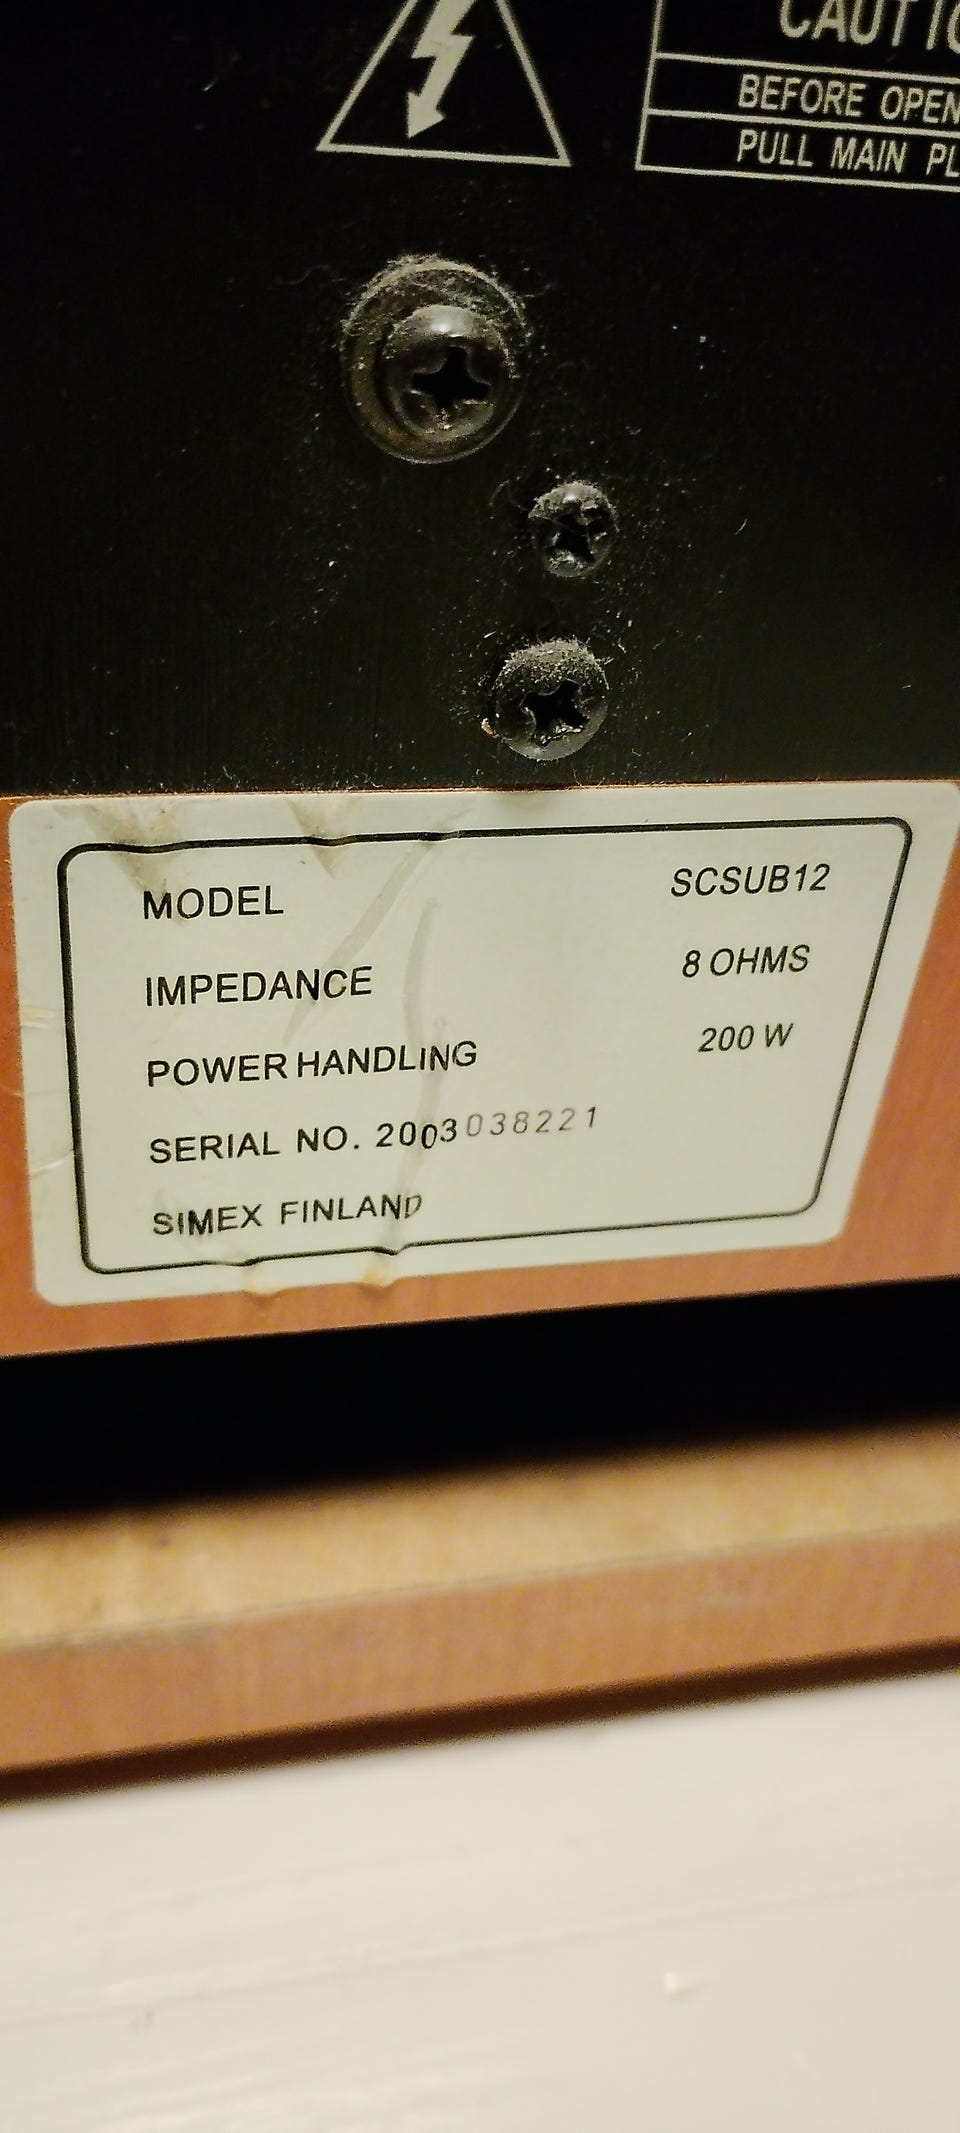 CAUTIO
BEFORE OPEN
PULL MAIN PL
MODEL SCSUB12
IMPEDANCE 8 OHMS
POWER HANDLING 200 W
SERIAL NO. 2003038221
SIMEX FINLAND